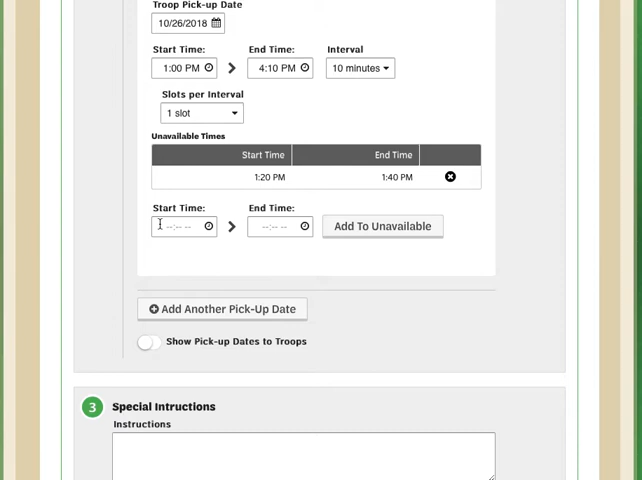 Troop Pick-up Date
10/26/2018
Start Time: End Time: Interval
1:00 PM 4:10 PM 10 minutes
Slots per Interval
1 slot
Unavailable Times
Start Time End Time
1:20 PM 1:40 PM
Start Time: End Time:
--:-- -- --:-- -- Add To Unavailable
Add Another Pick-Up Date
Show Pick-up Dates to Troops
3 Special Intructions
Instructions